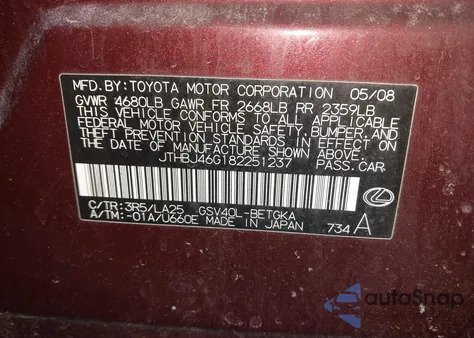 MFD. BY: TOYOTA MOTOR CORPORATION 05/08
GVWR 4680LB GAWR FR 2668LB RR 2359LB
THIS VEHICLE CONFORMS TO ALL APPLICABLE
FEDERAL MOTOR VEHICLE SAFETY, BUMPER,
AND THEFT PREVENTION STANDARDS IN EFFECT
ON THE DATE OF MANUFACTURE SHOWN ABOVE.
JTHBJ46G182251237 PASS. CAR
C/TR: 3R5/LA25 GSV40L-BETGKA
A/TM: -01A/U660E MADE IN JAPAN 734 A
autoSnap